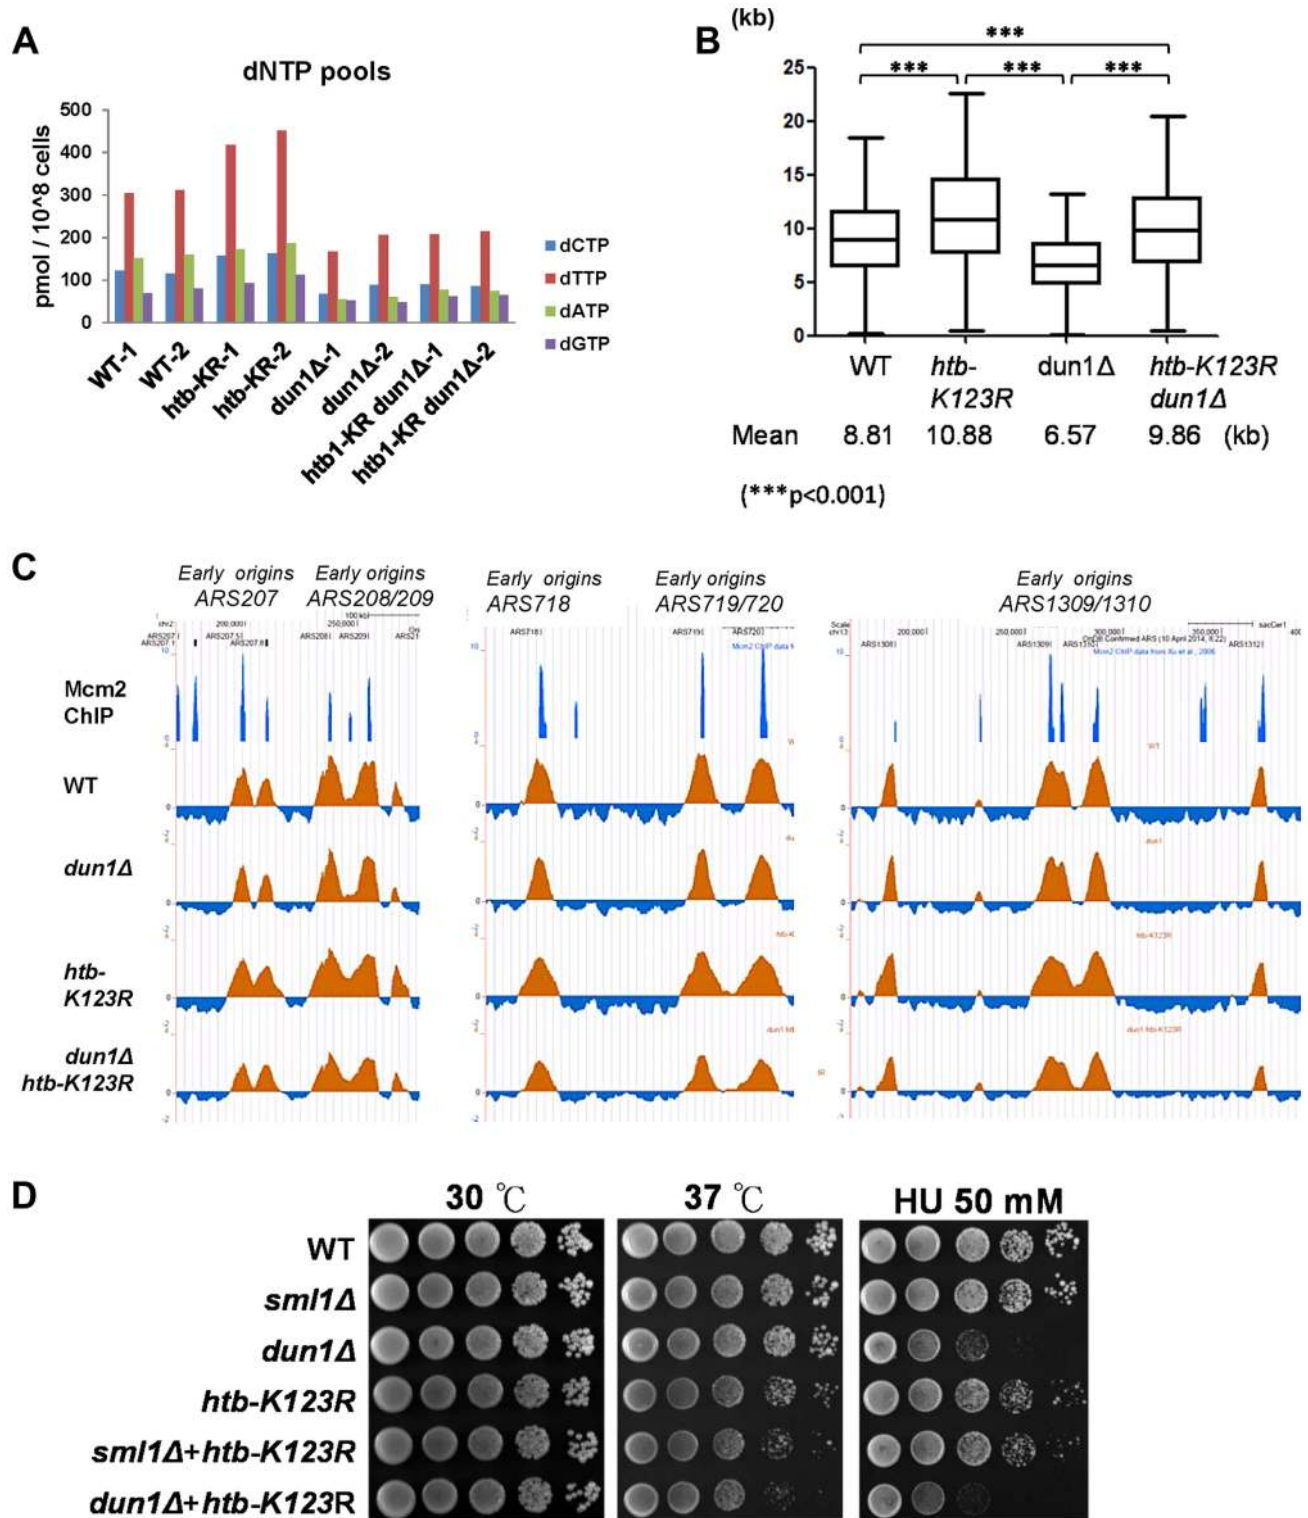 A
dNTP pools
pmol / 10^8 cells
500
400
300
200
100
0
WT-1
WT-2
htb-KR-1
htb-KR-2
dun1Δ-1
dun1Δ-2
htb1-KR dun1Δ-1
htb1-KR dun1Δ-2
dCTP
dTTP
dATP
dGTP
B
(kb)
***
*** *** ***
25
20
15
10
5
0
WT htb-K123R dun1Δ htb-K123R dun1Δ
Mean 8.81 10.88 6.57 9.86 (kb)
(***p<0.001)
C
Early origins
ARS207
Early origins
ARS208/209
Early origins
ARS718
Early origins
ARS719/720
Early origins
ARS1309/1310
Mcm2
ChIP
WT
dun1Δ
htb-
K123R
dun1Δ
htb-K123R
D
30 ℃ 37 ℃ HU 50 mM
WT
sml1Δ
dun1Δ
htb-K123R
sml1Δ+htb-K123R
dun1Δ+htb-K123R